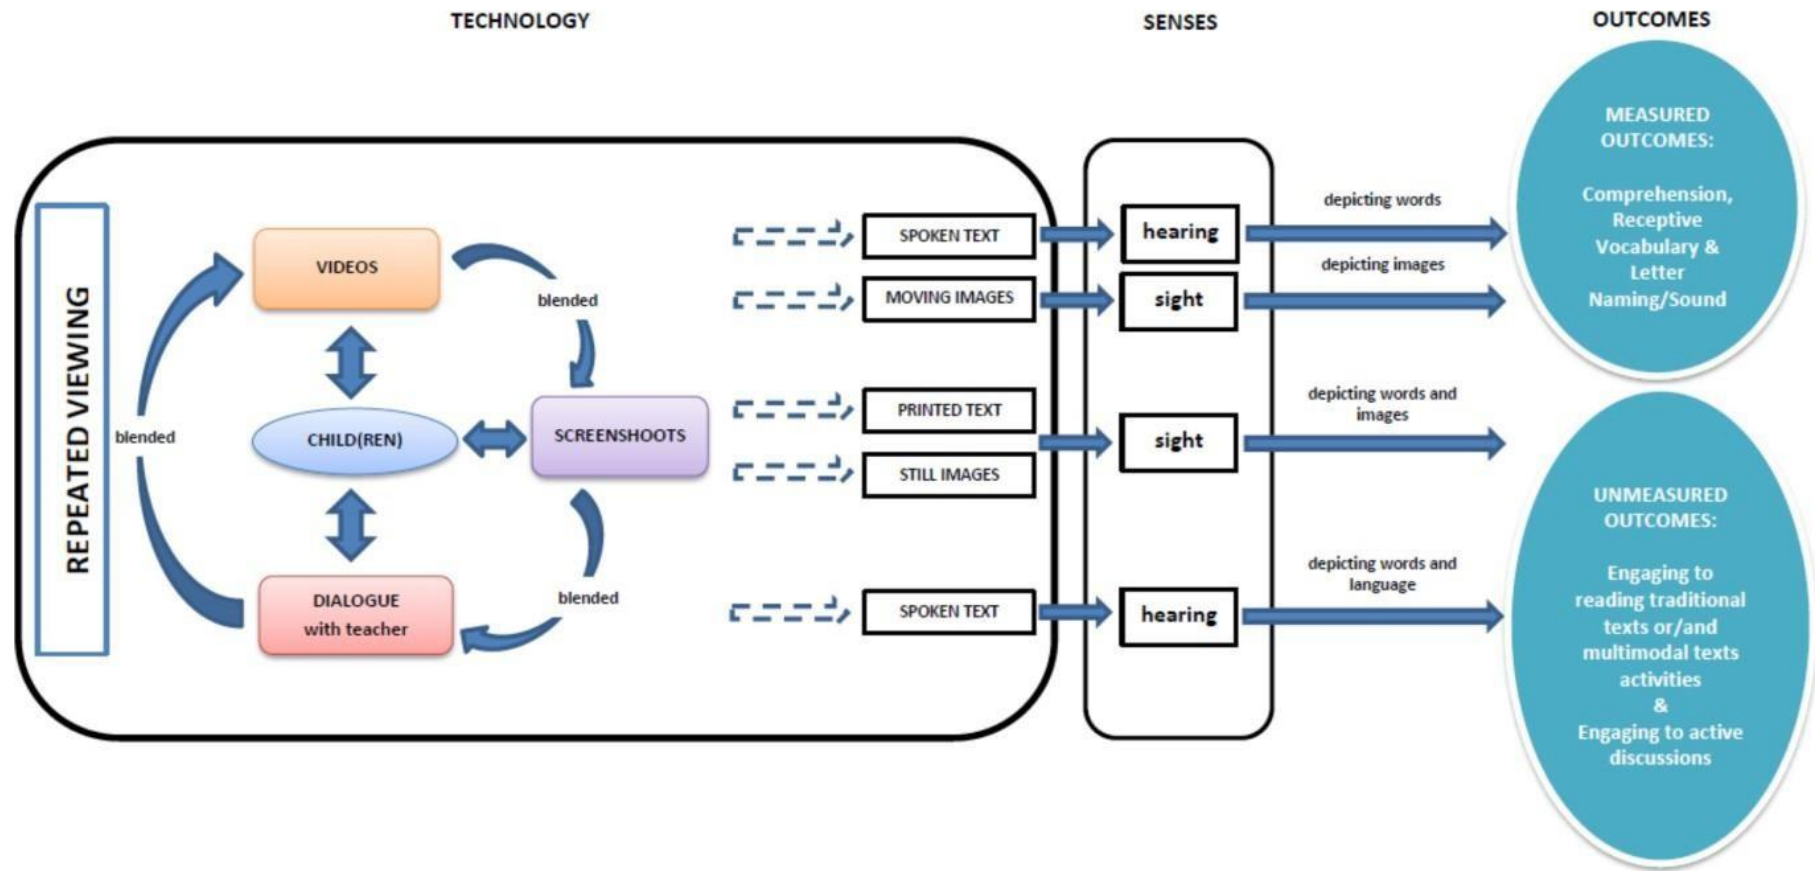 TECHNOLOGY
SENSES
OUTCOMES
REPEATED VIEWING
VIDEOS
blended
blended
CHILD(REN)
SCREENSHOOTS
DIALOGUE
with teacher
blended
SPOKEN TEXT
MOVING IMAGES
PRINTED TEXT
STILL IMAGES
SPOKEN TEXT
hearing
sight
sight
hearing
depicting words
depicting images
depicting words and
images
depicting words and
language
MEASURED
OUTCOMES:
Comprehension,
Receptive
Vocabulary &
Letter
Naming/Sound
UNMEASURED
OUTCOMES:
Engaging to
reading traditional
texts or/and
multimodal texts
activities
&
Engaging to active
discussions